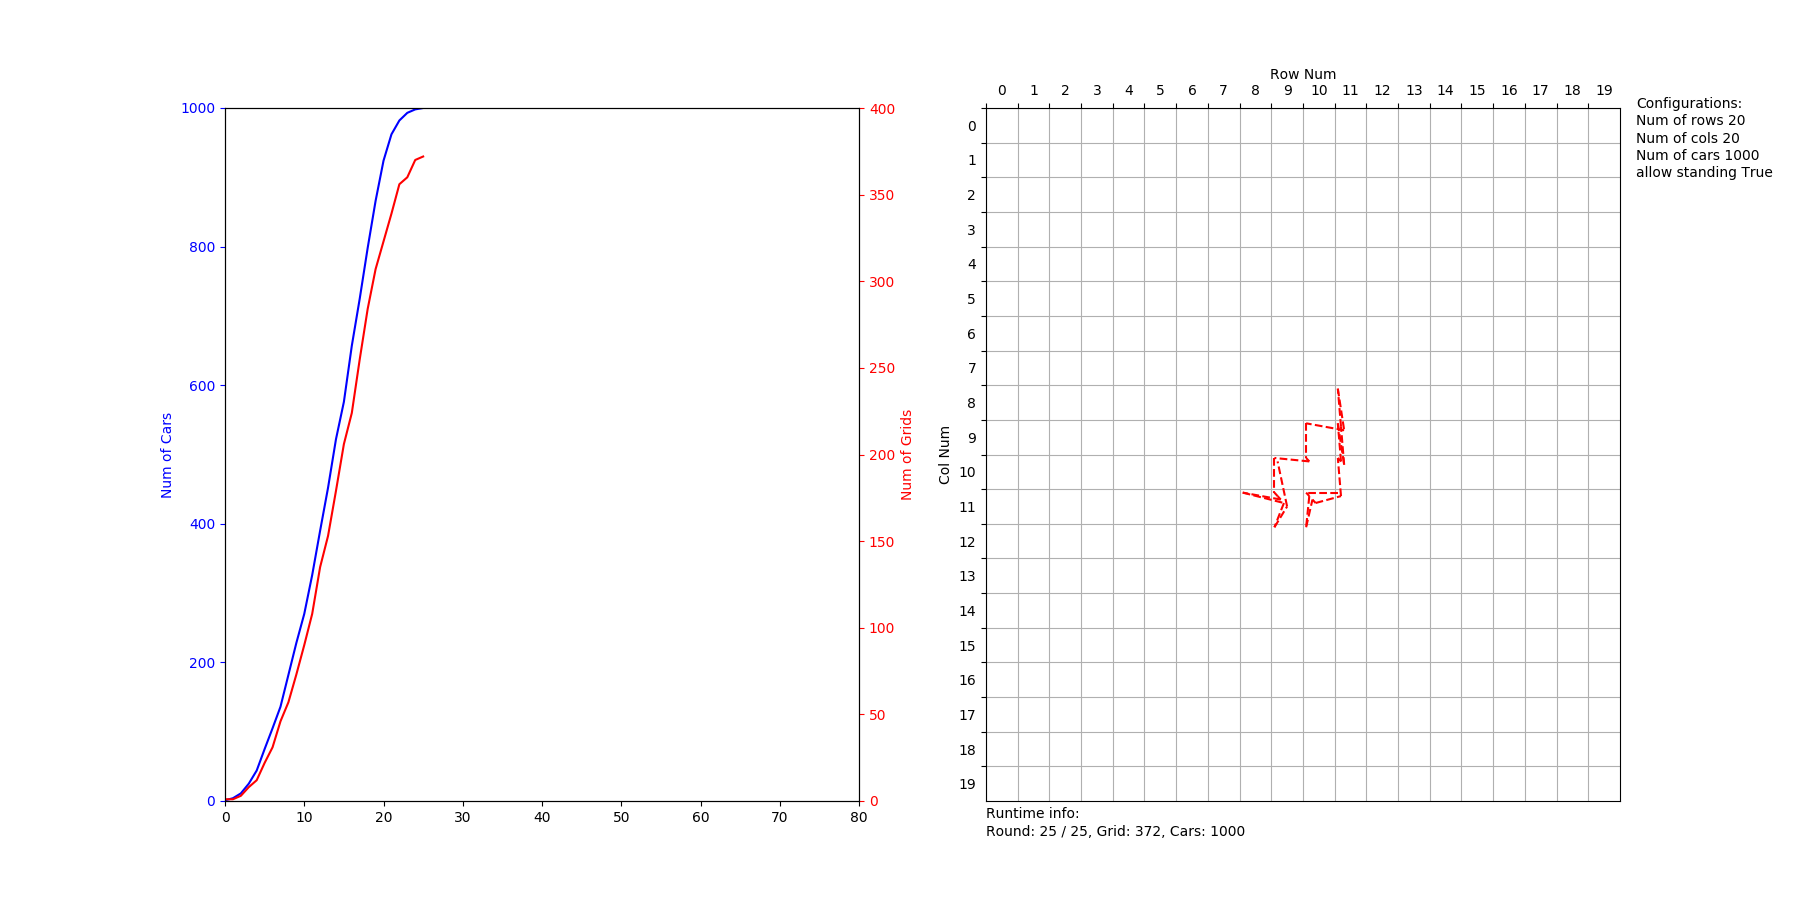 Num of Cars
1000
800
600
400
200
0
0 10 20 30 40 50 60 70 80
400
350
300
250
200
150
100
50
0
Num of Grids
Row Num
0 1 2 3 4 5 6 7 8 9 10 11 12 13 14 15 16 17 18 19
Col Num
0
1
2
3
4
5
6
7
8
9
10
11
12
13
14
15
16
17
18
19
Configurations:
Num of rows 20
Num of cols 20
Num of cars 1000
allow standing True
Runtime info:
Round: 25 / 25, Grid: 372, Cars: 1000